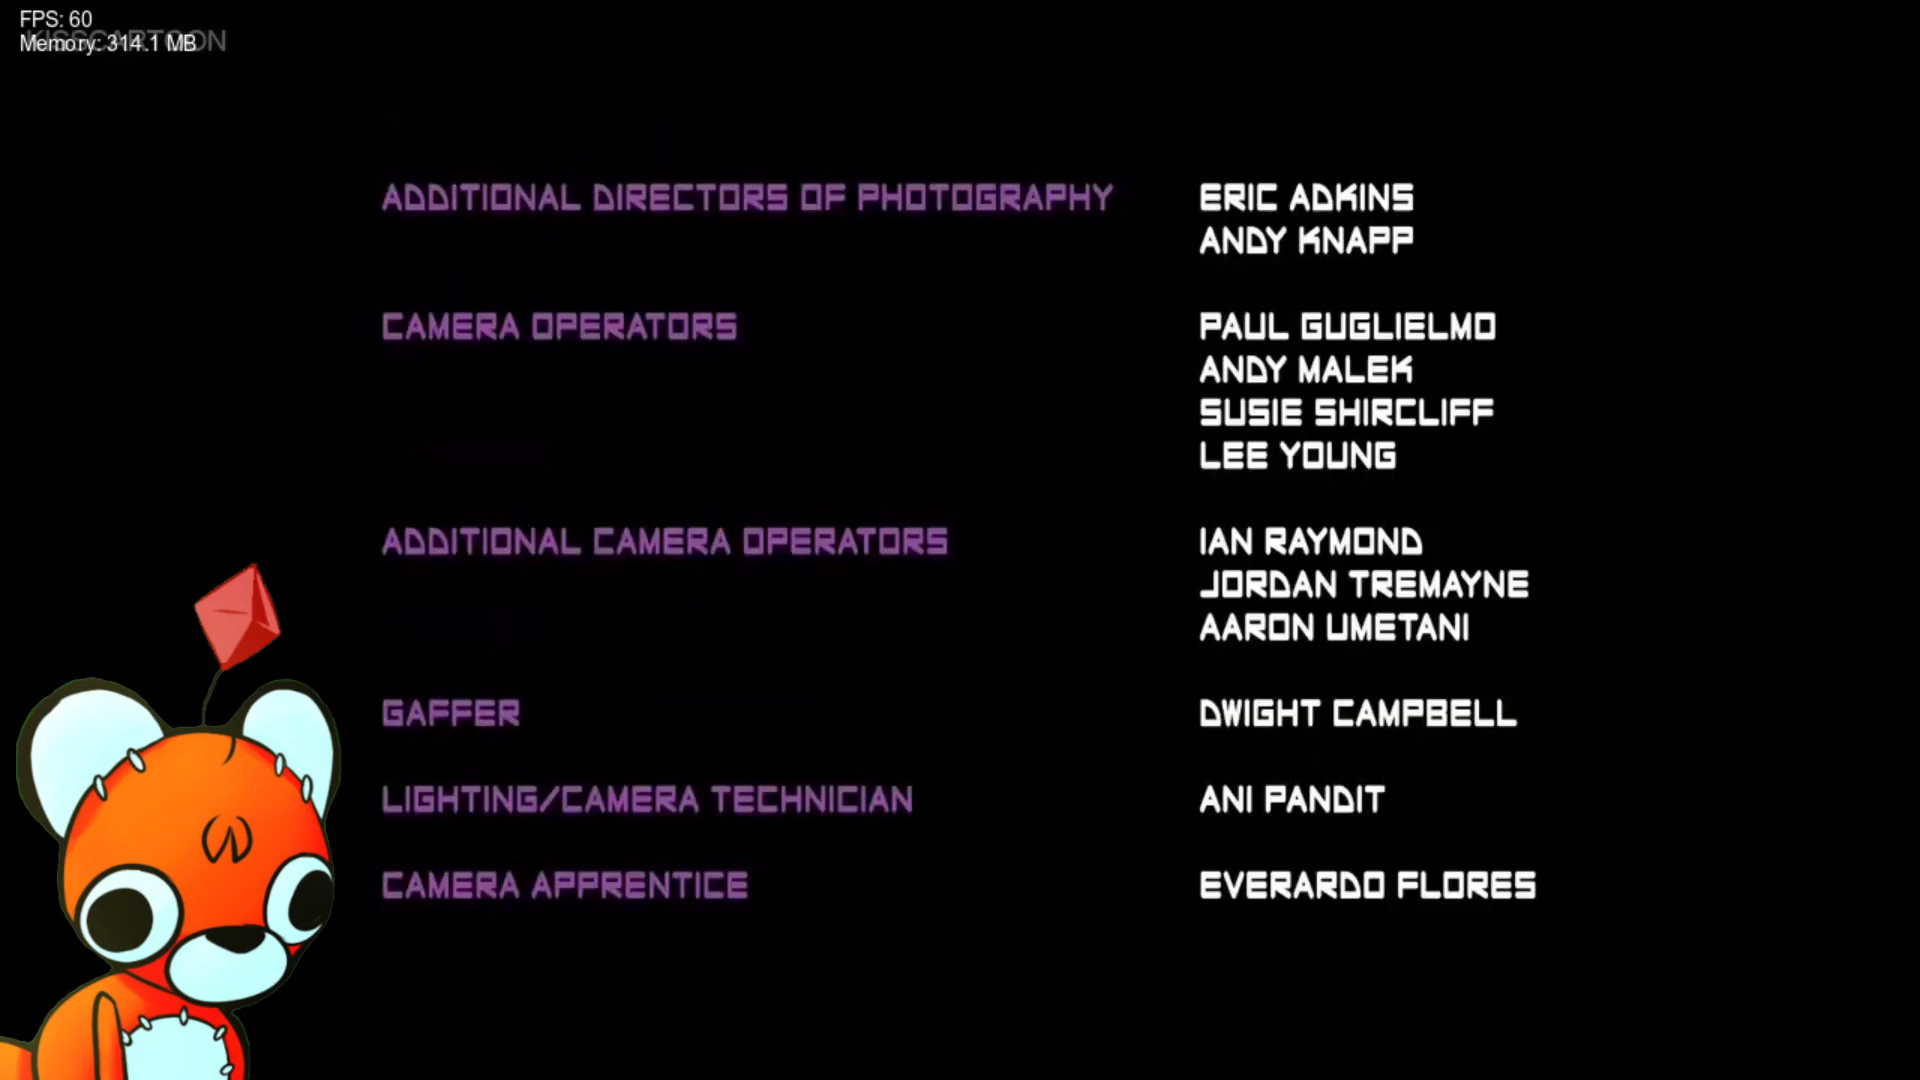 FPS: 60
KISSCARTOON
Memory: 314.1 MB
ADDITIONAL DIRECTORS OF PHOTOGRAPHY ERIC ADKINS
ANDY KNAPP
CAMERA OPERATORS PAUL GUGLIELMO
ANDY MALEK
SUSIE SHIRCLIFF
LEE YOUNG
ADDITIONAL CAMERA OPERATORS IAN RAYMOND
JORDAN TREMAYNE
AARON UMETANI
GAFFER DWIGHT CAMPBELL
LIGHTING/CAMERA TECHNICIAN ANI PANDIT
CAMERA APPRENTICE EVERARDO FLORES